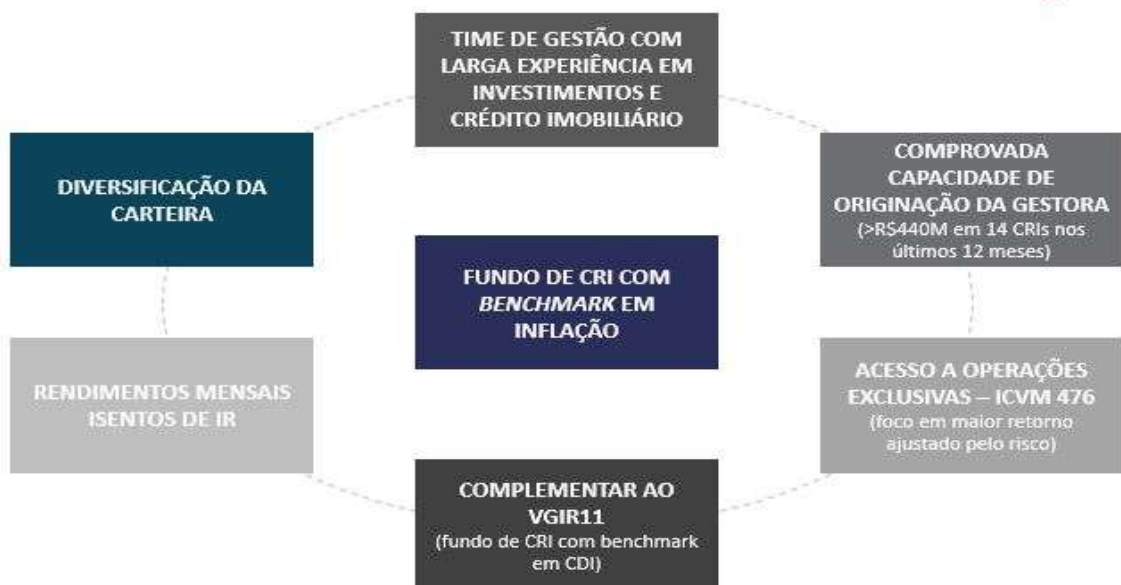 TIME DE GESTÃO COM
LARGA EXPERIÊNCIA EM
INVESTIMENTOS E
CRÉDITO IMOBILIÁRIO
DIVERSIFICAÇÃO DA
CARTEIRA
COMPROVADA
CAPACIDADE DE
ORIGINAÇÃO DA GESTORA
(>R$440M em 14 CRIs nos
últimos 12 meses)
FUNDO DE CRI COM
BENCHMARK EM
INFLAÇÃO
RENDIMENTOS MENSAIS
ISENTOS DE IR
ACESSO A OPERAÇÕES
EXCLUSIVAS – ICVM 476
(foco em maior retorno
ajustado pelo risco)
COMPLEMENTAR AO
VGIR11
(fundo de CRI com benchmark
em CDI)